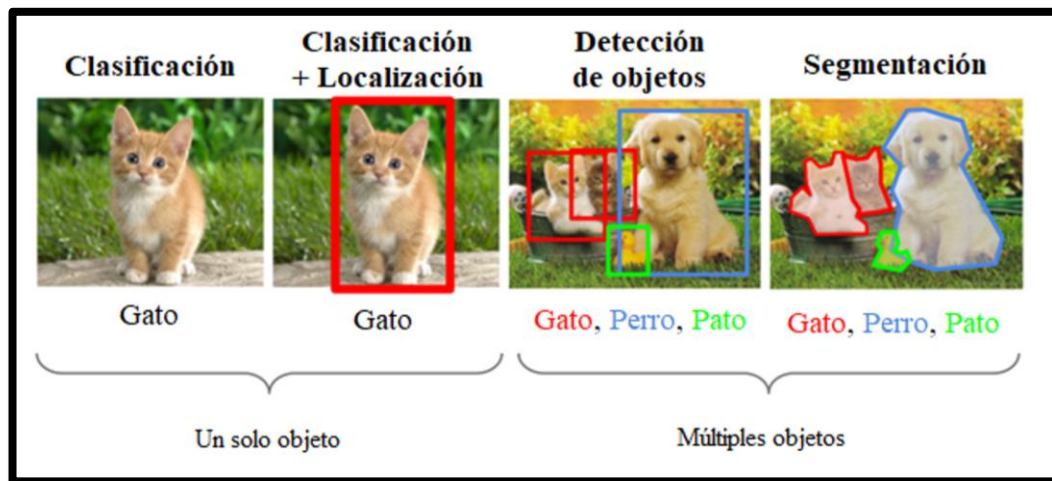 Clasificación
Clasificación
+ Localización
Detección
de objetos
Segmentación
Gato
Gato
Gato, Perro, Pato
Gato, Perro, Pato
Un solo objeto
Múltiples objetos